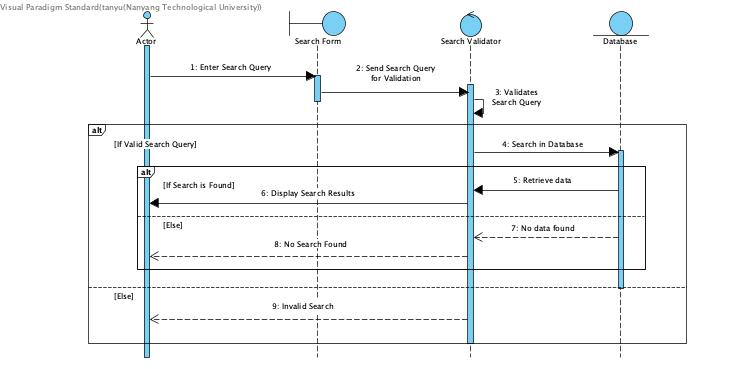 Visual Paradigm Standard(tanyu(Nanyang Technological University))
Actor
Search Form
Search Validator
Database
1: Enter Search Query
2: Send Search Query
for Validation
3: Validates
Search Query
alt
[If Valid Search Query]
4: Search in Database
alt
[If Search is Found]
5: Retrieve data
6: Display Search Results
[Else]
7: No data found
8: No Search Found
[Else]
9: Invalid Search